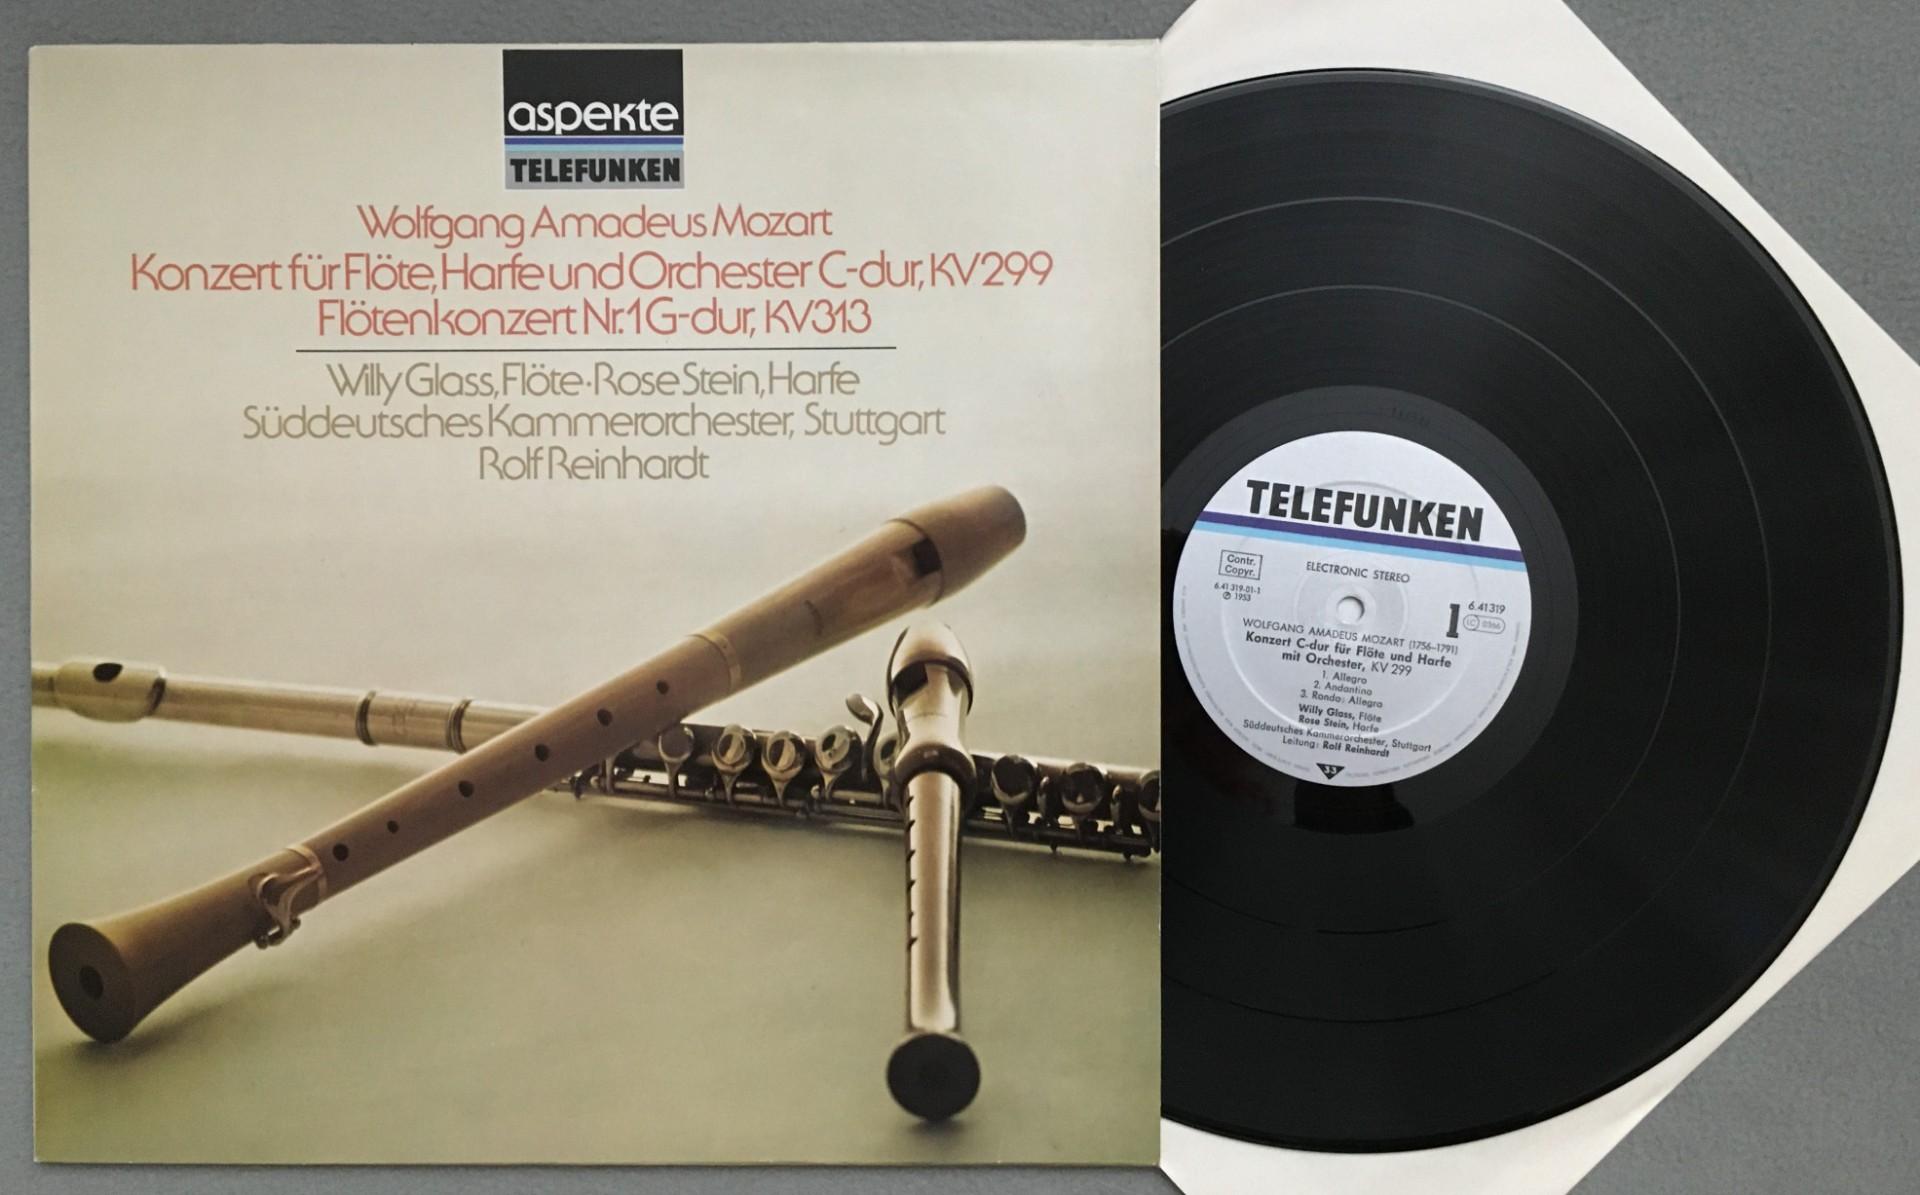 aspekte
TELEFUNKEN
Wolfgang Amadeus Mozart
Konzert für Flöte, Harfe und Orchester C-dur, KV 299
Flötenkonzert Nr. 1 G-dur, KV 313
Willy Glass, Flöte · Rose Stein, Harfe
Süddeutsches Kammerorchester, Stuttgart
Rolf Reinhardt
TELEFUNKEN
Contr.
Copyr.
ELECTRONIC STEREO
6.41 319-01-1
℗ 1953
1
6.41319
LC 0366
WOLFGANG AMADEUS MOZART (1756–1791)
Konzert C-dur für Flöte und Harfe
mit Orchester, KV 299
1. Allegro
2. Andantino
3. Rondo: Allegro
Willy Glass, Flöte
Rose Stein, Harfe
Süddeutsches Kammerorchester, Stuttgart
Leitung: Rolf Reinhardt
33